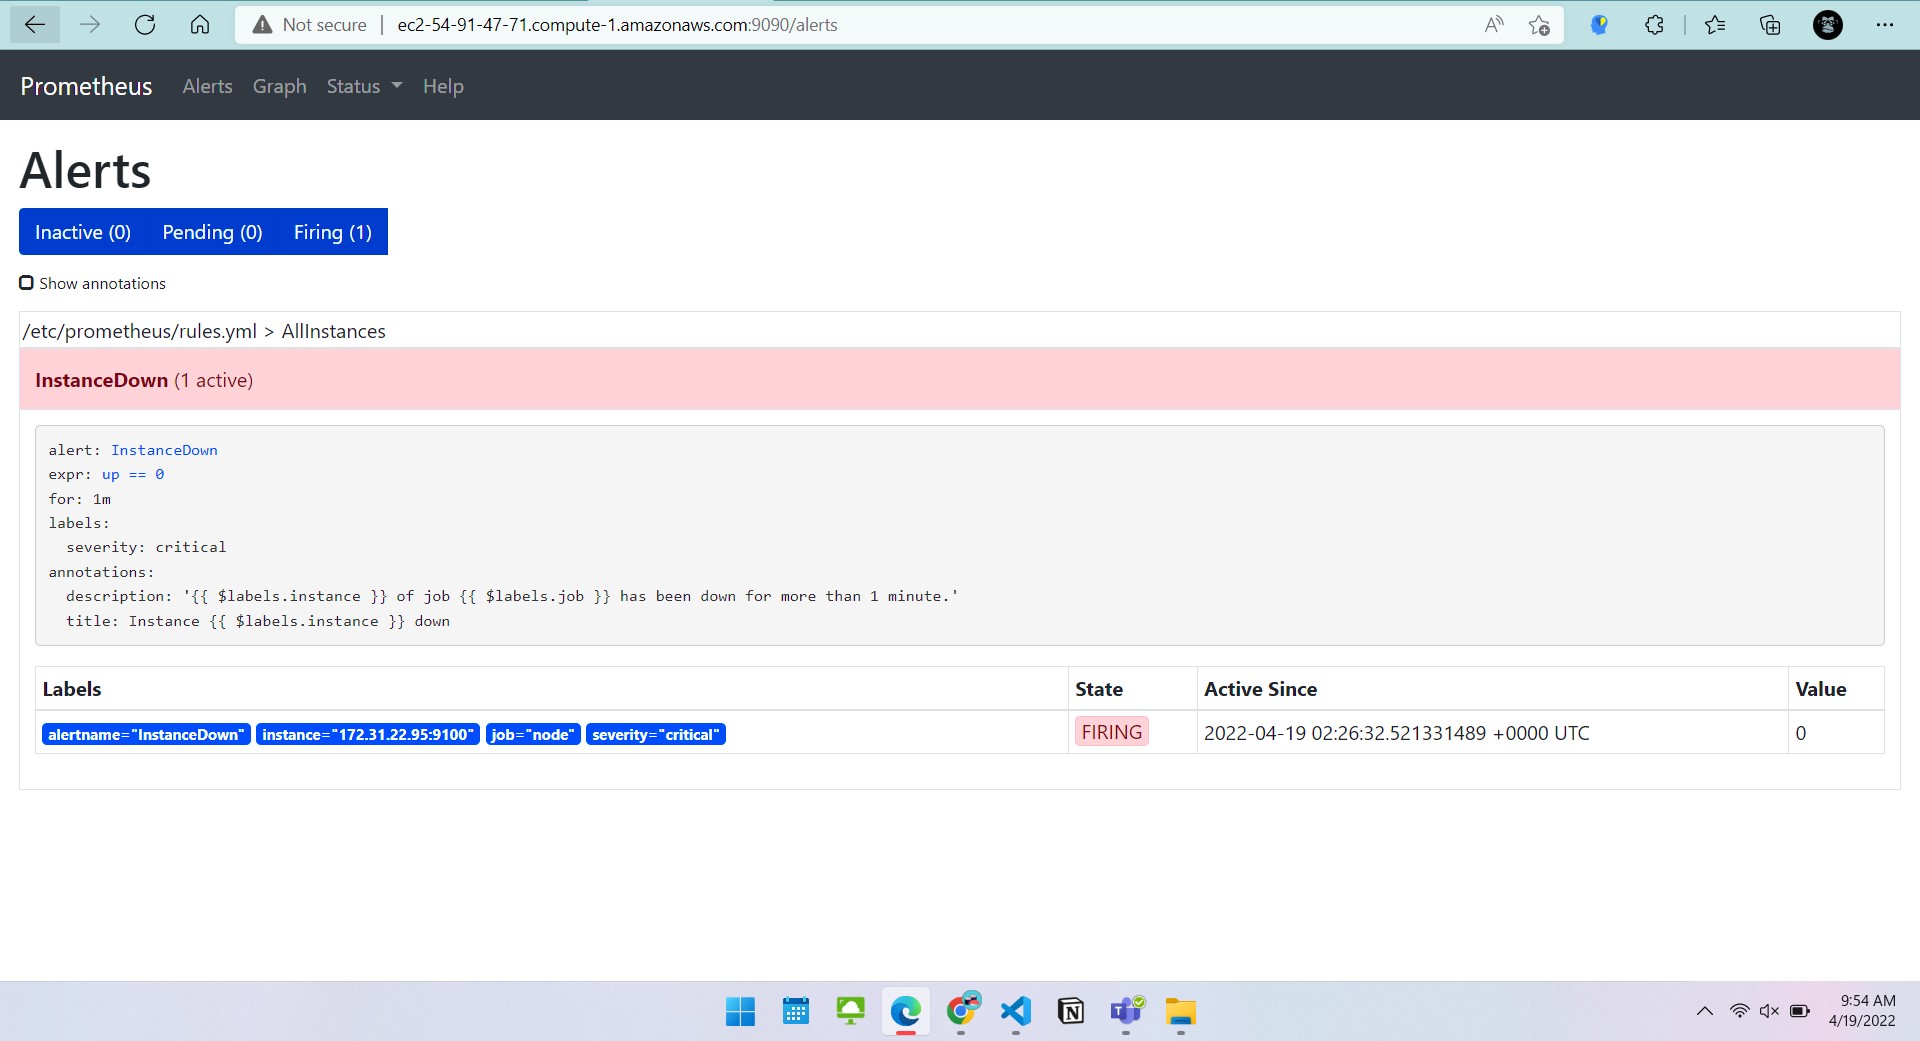 Not secure | ec2-54-91-47-71.compute-1.amazonaws.com:9090/alerts
Prometheus Alerts Graph Status Help
Alerts
Inactive (0) Pending (0) Firing (1)
Show annotations
/etc/prometheus/rules.yml > AllInstances
InstanceDown (1 active)
alert: InstanceDown
expr: up == 0
for: 1m
labels:
severity: critical
annotations:
description: '{{ $labels.instance }} of job {{ $labels.job }} has been down for more than 1 minute.'
title: Instance {{ $labels.instance }} down
Labels State Active Since Value
alertname="InstanceDown" instance="172.31.22.95:9100" job="node" severity="critical" FIRING 2022-04-19 02:26:32.521331489 +0000 UTC 0
9:54 AM
4/19/2022